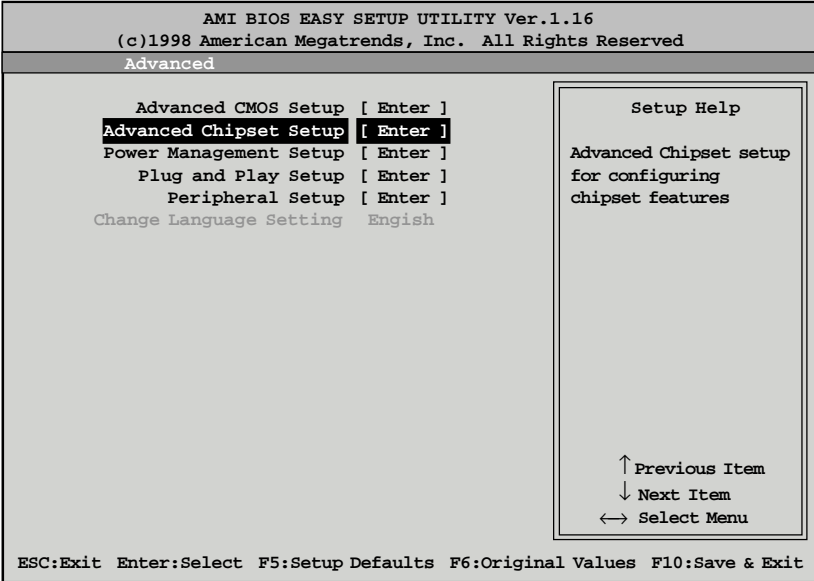 AMI BIOS EASY SETUP UTILITY Ver.1.16
(c)1998 American Megatrends, Inc. All Rights Reserved
Advanced
Advanced CMOS Setup [ Enter ]
Advanced Chipset Setup [ Enter ]
Power Management Setup [ Enter ]
Plug and Play Setup [ Enter ]
Peripheral Setup [ Enter ]
Change Language Setting Engish
Setup Help
Advanced Chipset setup
for configuring
chipset features
↑ Previous Item
↓ Next Item
←→ Select Menu
ESC:Exit Enter:Select F5:Setup Defaults F6:Original Values F10:Save & Exit